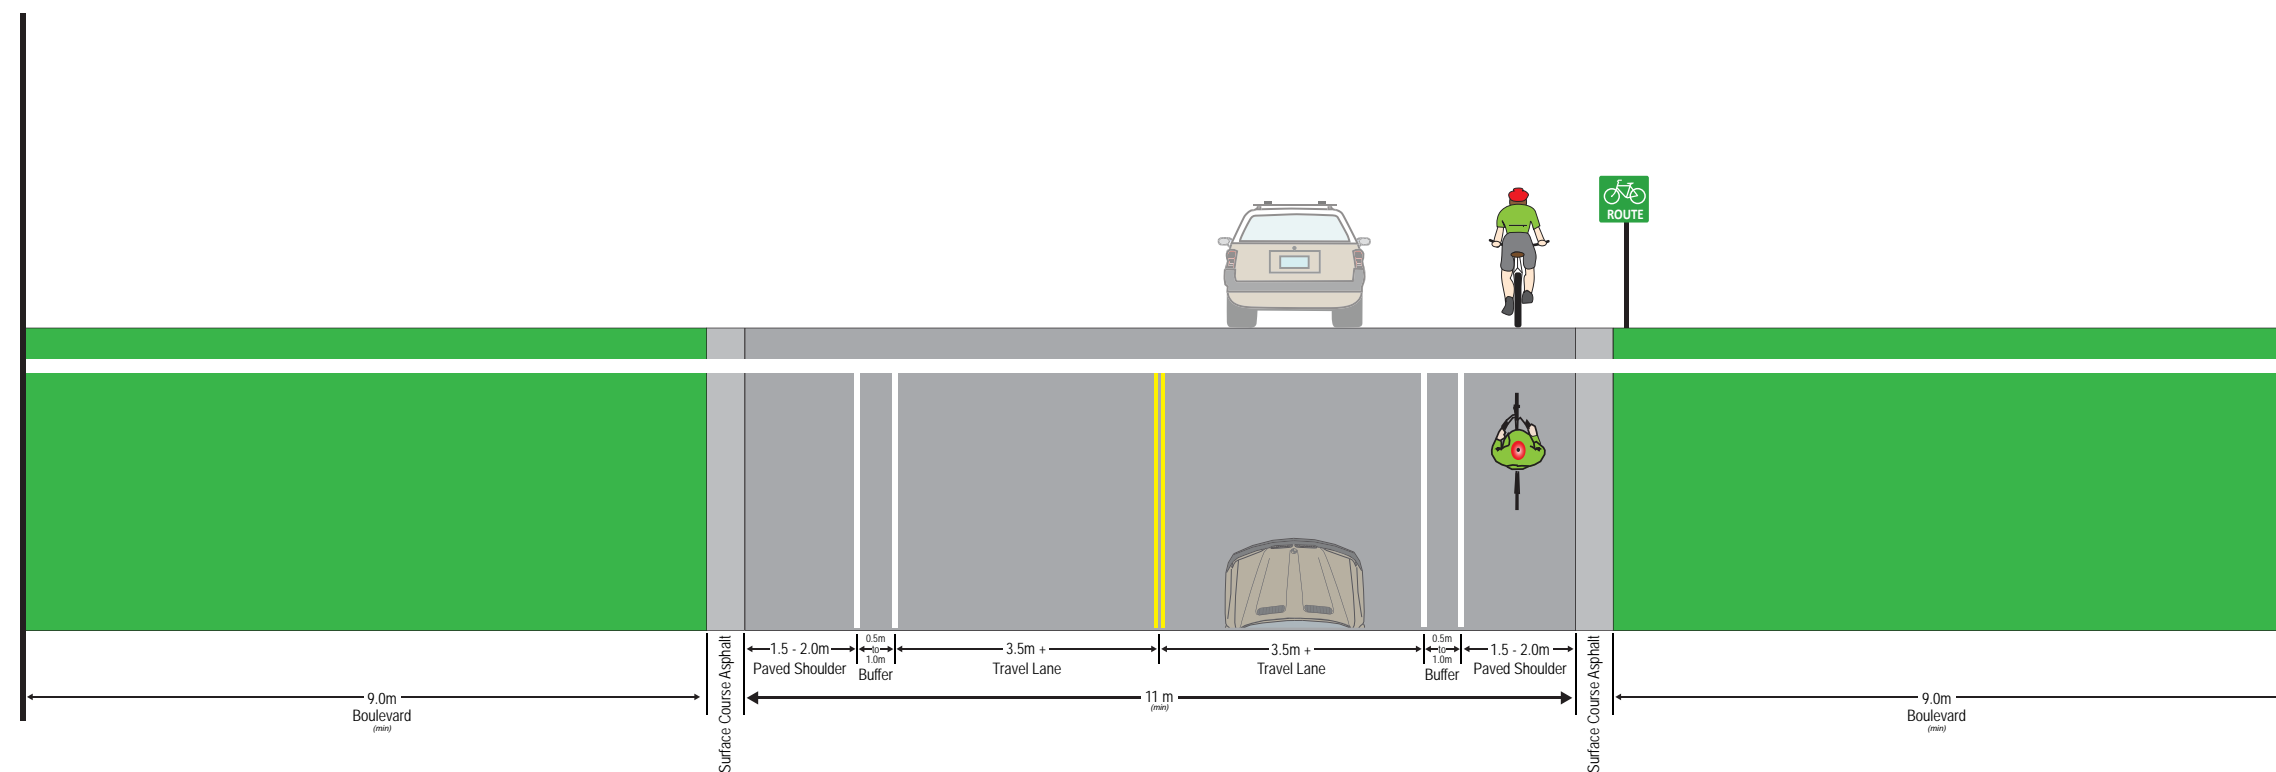 ROUTE
1.5 - 2.0m
Paved Shoulder
0.5m
to
1.0m
Buffer
3.5m +
Travel Lane
3.5m +
Travel Lane
0.5m
to
1.0m
Buffer
1.5 - 2.0m
Paved Shoulder
Surface Course Asphalt
Surface Course Asphalt
9.0m
Boulevard
(min)
11 m
(min)
9.0m
Boulevard
(min)